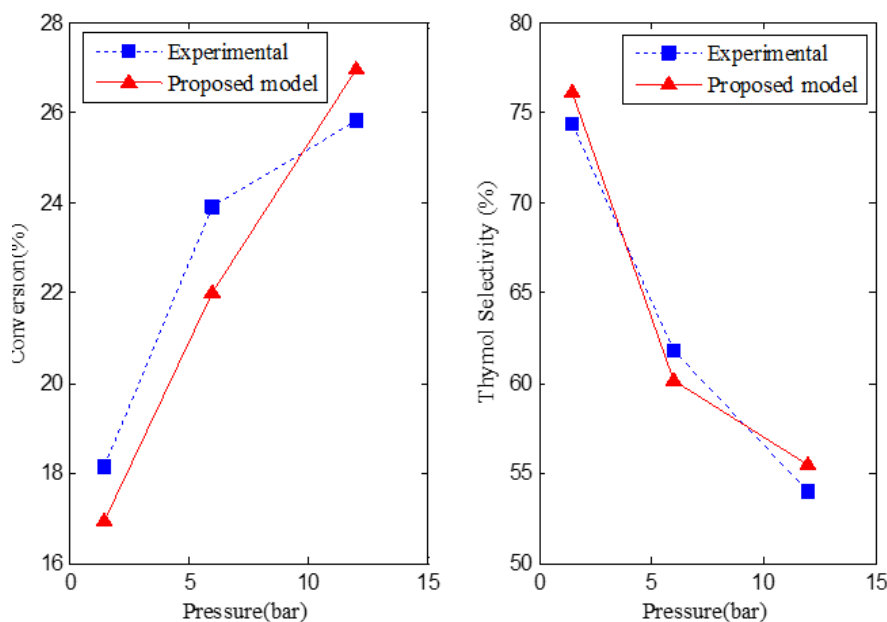 28
26
24
22
20
18
16
Conversion(%)
Experimental
Proposed model
0
5
10
15
Pressure(bar)
80
75
70
65
60
55
50
Thymol Selectivity (%)
Experimental
Proposed model
0
5
10
15
Pressure(bar)